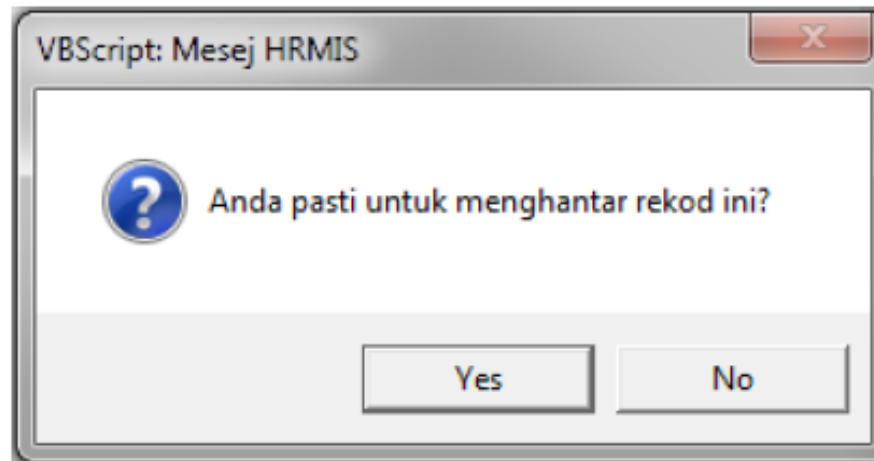 VBScript: Mesej HRMIS
Anda pasti untuk menghantar rekod ini?
Yes
No